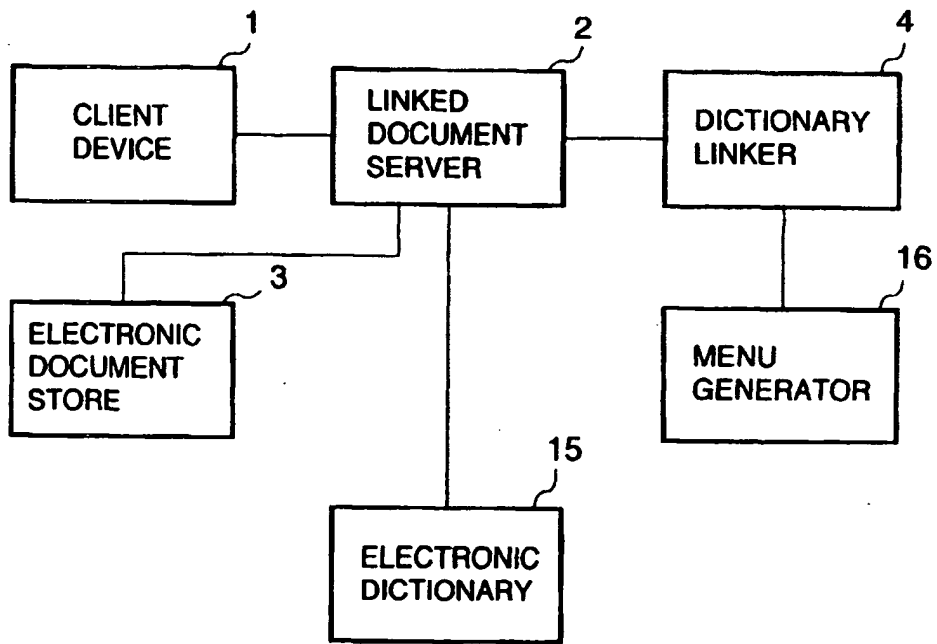 1
CLIENT
DEVICE
2
LINKED
DOCUMENT
SERVER
4
DICTIONARY
LINKER
3
ELECTRONIC
DOCUMENT
STORE
16
MENU
GENERATOR
15
ELECTRONIC
DICTIONARY